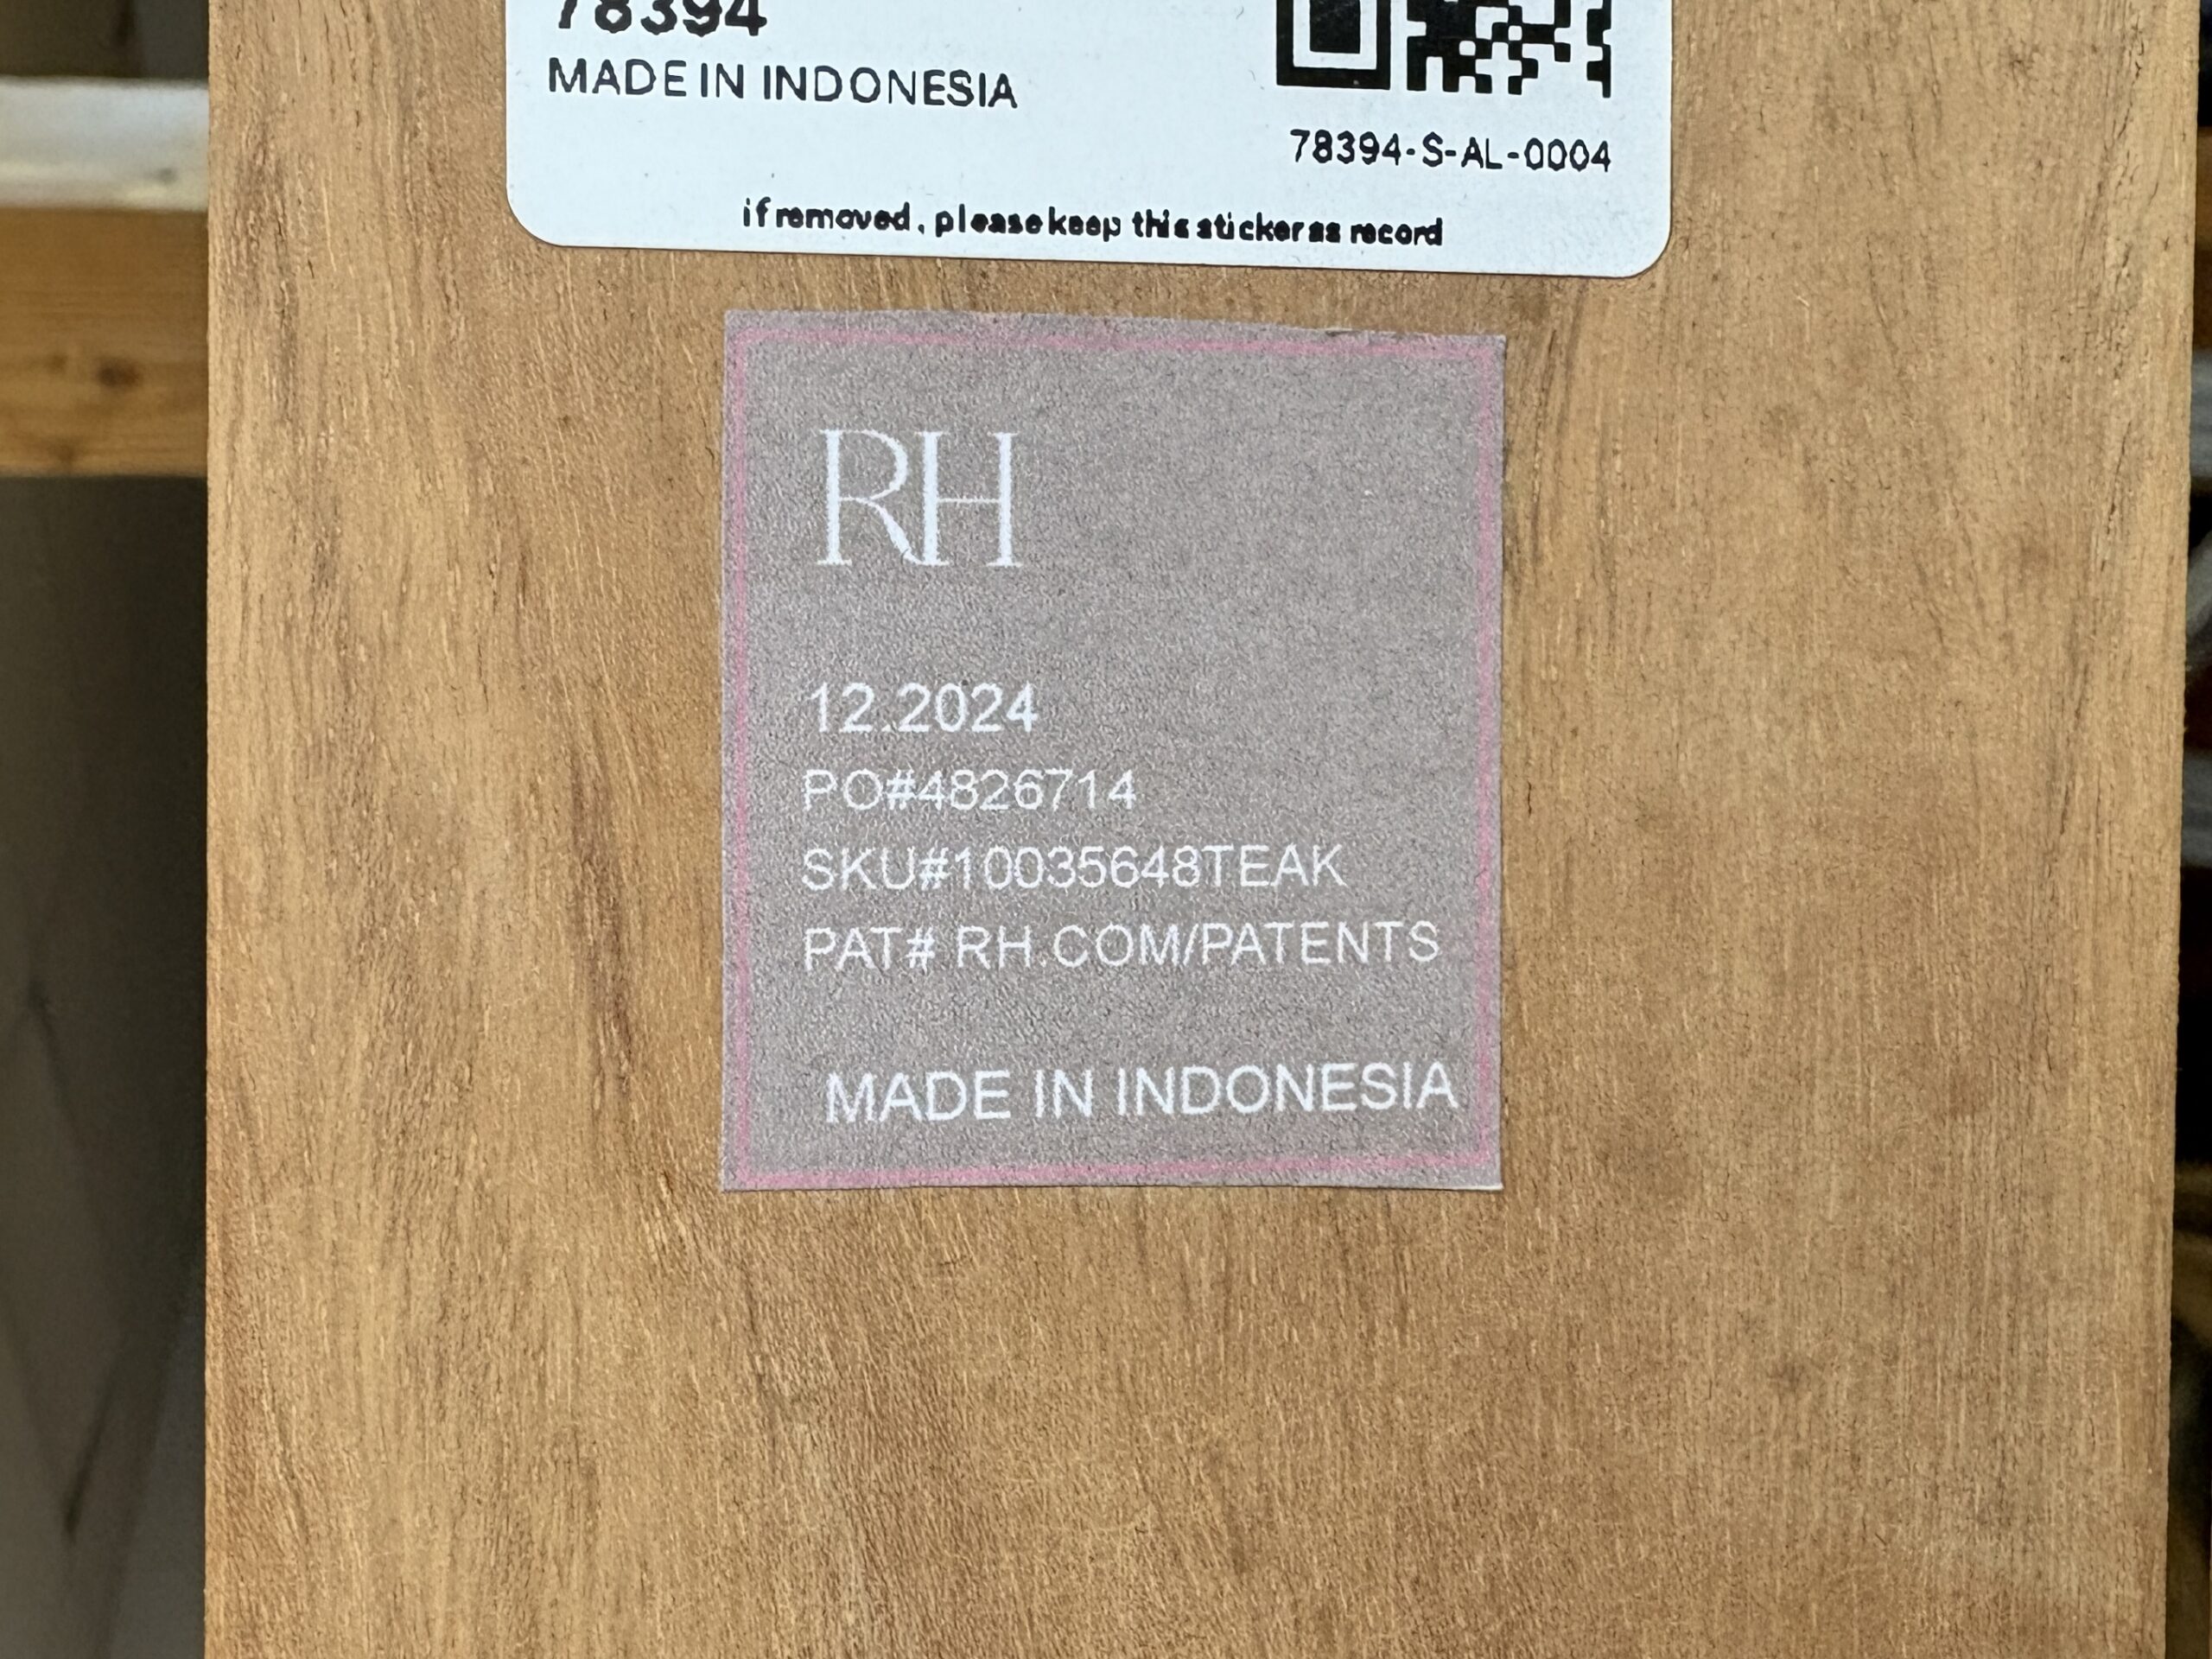 78394
MADE IN INDONESIA
78394-S-AL-0004
if removed, please keep this sticker as record
RH
12.2024
PO#4826714
SKU#10035648TEAK
PAT# RH.COM/PATENTS
MADE IN INDONESIA